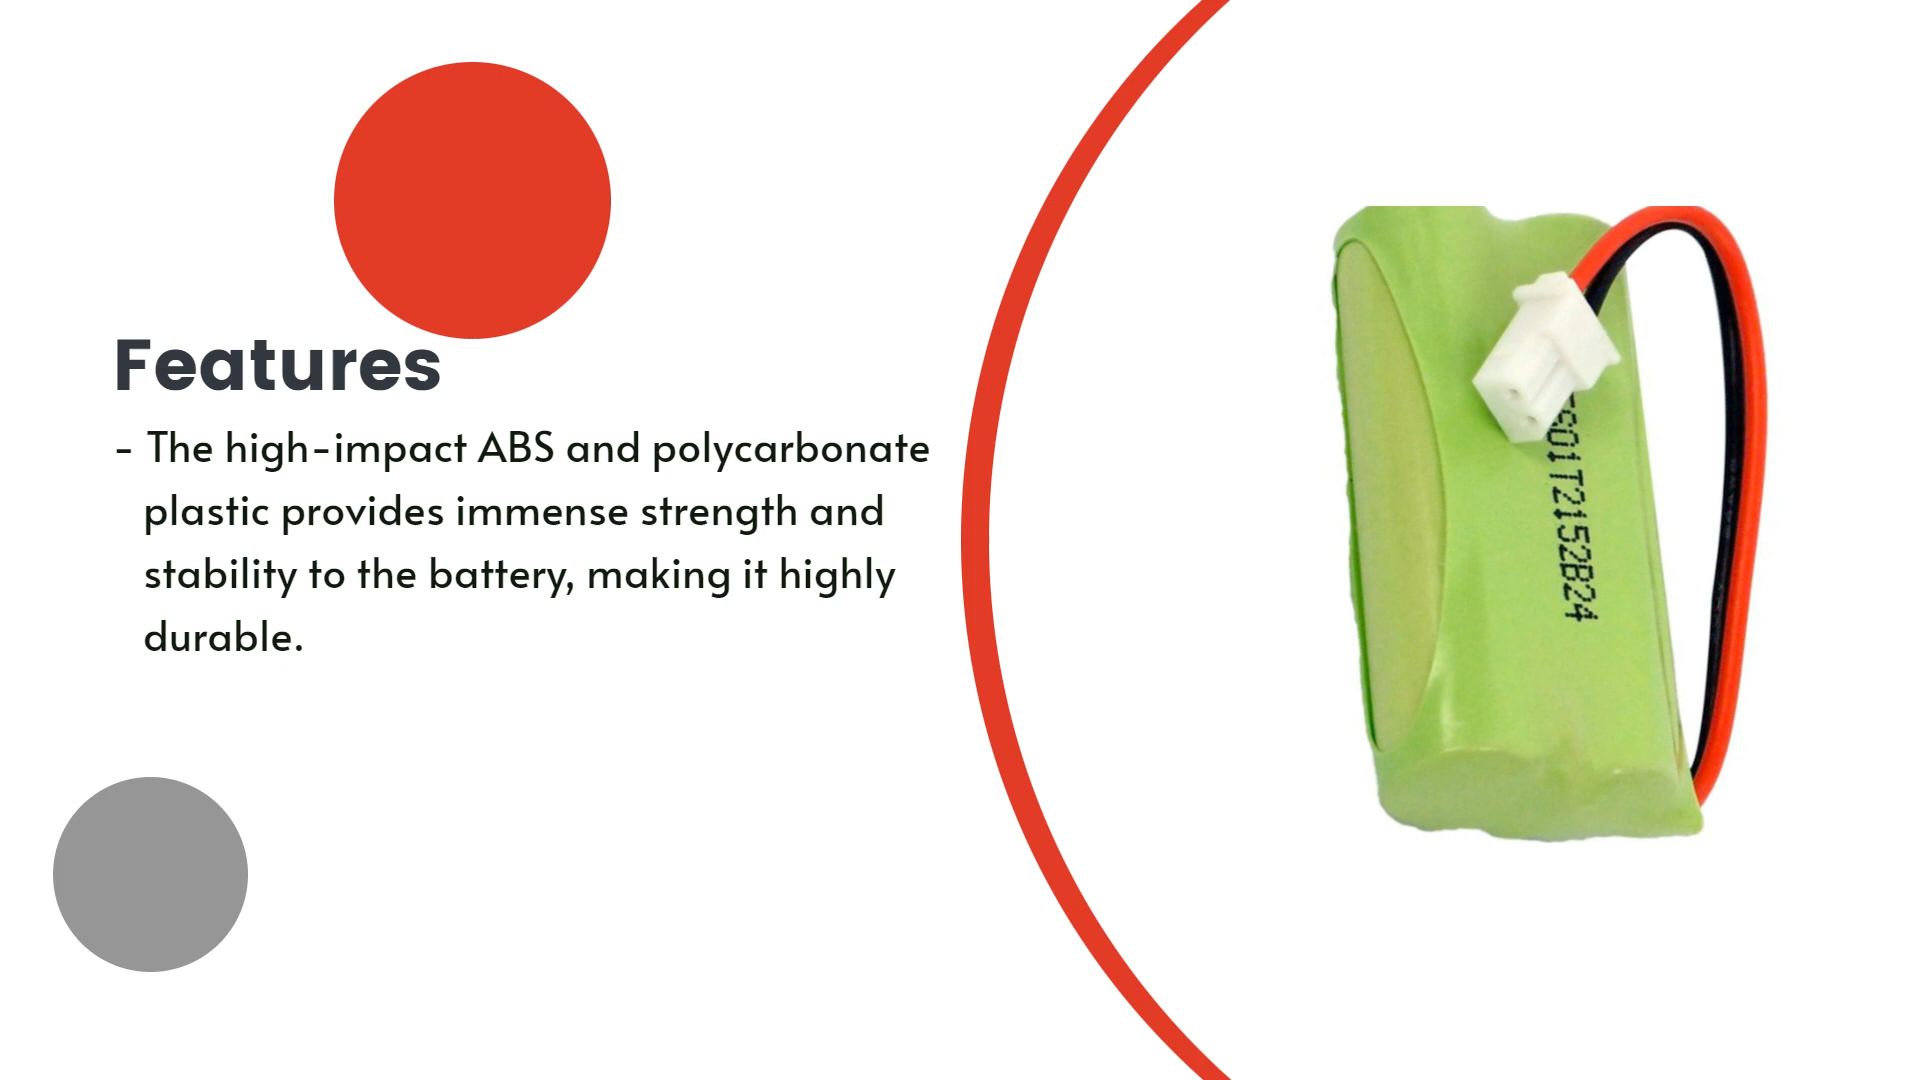 Features
- The high-impact ABS and polycarbonate
plastic provides immense strength and
stability to the battery, making it highly
durable.